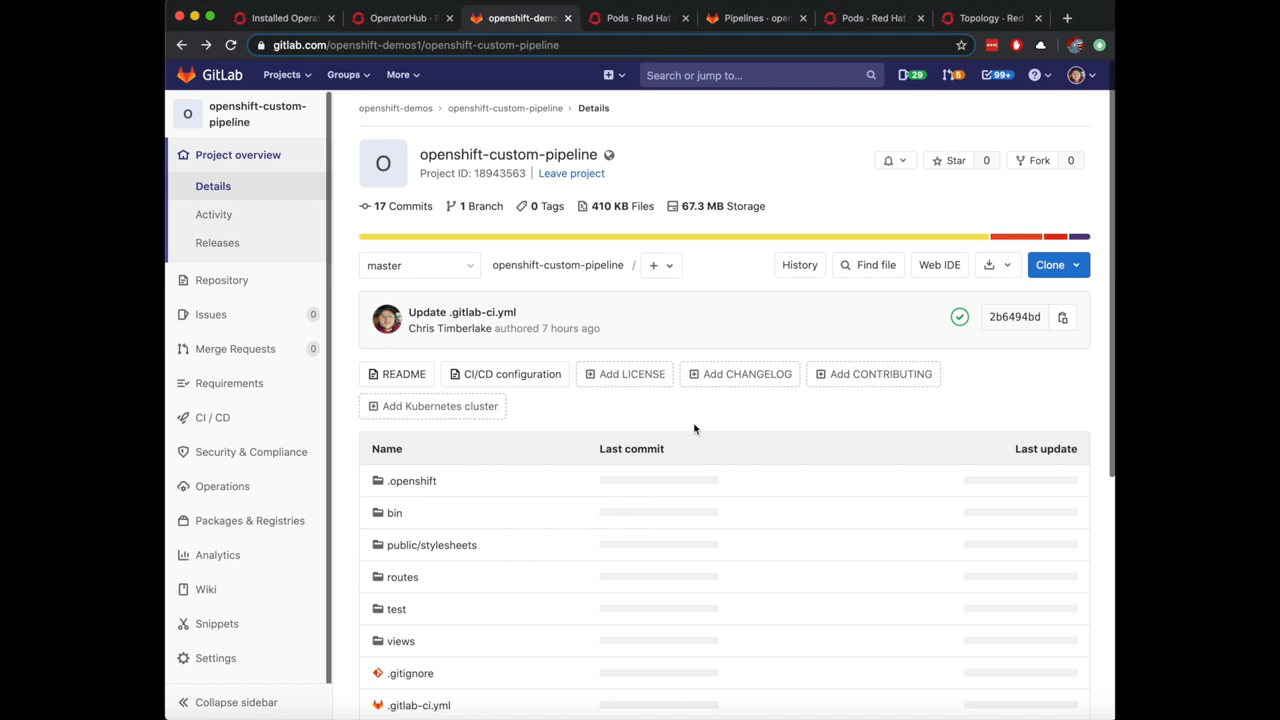 Installed Operat
OperatorHub · R
openshift-demo
Pods · Red Hat
Pipelines · open
Pods · Red Hat
Topology · Red
gitlab.com/openshift-demos1/openshift-custom-pipeline
GitLab
Projects
Groups
More
Search or jump to...
29
5
99+
O
openshift-custom-
pipeline
Project overview
Details
Activity
Releases
Repository
Issues 0
Merge Requests 0
Requirements
CI / CD
Security & Compliance
Operations
Packages & Registries
Analytics
Wiki
Snippets
Settings
Collapse sidebar
openshift-demos › openshift-custom-pipeline › Details
O
openshift-custom-pipeline
Project ID: 18943563 | Leave project
Star 0
Fork 0
17 Commits
1 Branch
0 Tags
410 KB Files
67.3 MB Storage
master
openshift-custom-pipeline / +
History
Find file
Web IDE
Clone
Update .gitlab-ci.yml
Chris Timberlake authored 7 hours ago
2b6494bd
README
CI/CD configuration
Add LICENSE
Add CHANGELOG
Add CONTRIBUTING
Add Kubernetes cluster
Name
Last commit
Last update
.openshift
bin
public/stylesheets
routes
test
views
.gitignore
.gitlab-ci.yml